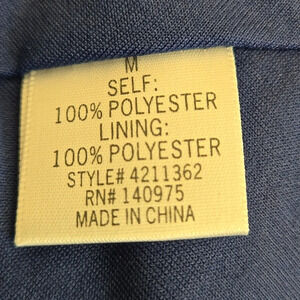 M
SELF:
100% POLYESTER
LINING:
100% POLYESTER
STYLE# 4211362
RN# 140975
MADE IN CHINA